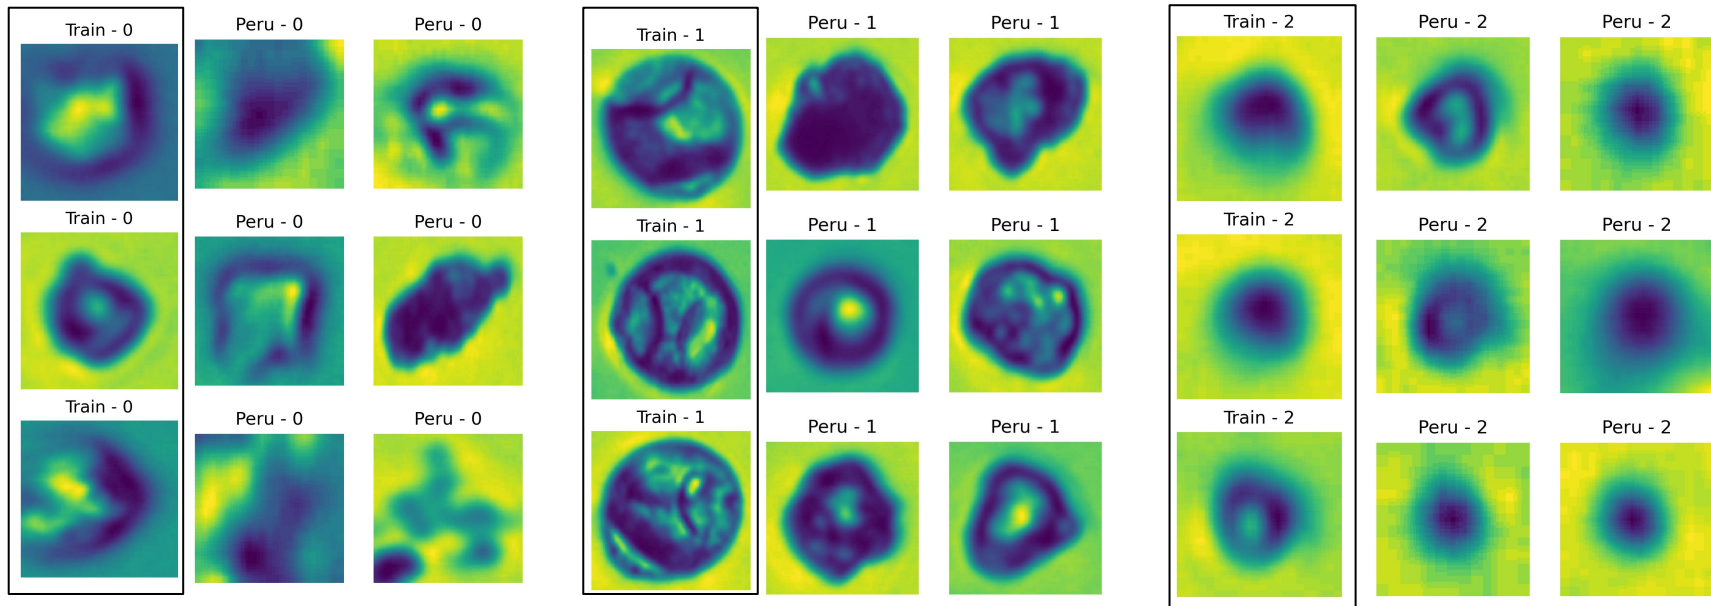 Train - 0 Peru - 0 Peru - 0
Train - 0 Peru - 0 Peru - 0
Train - 0 Peru - 0 Peru - 0
Train - 1 Peru - 1 Peru - 1
Train - 1 Peru - 1 Peru - 1
Train - 1 Peru - 1 Peru - 1
Train - 2 Peru - 2 Peru - 2
Train - 2 Peru - 2 Peru - 2
Train - 2 Peru - 2 Peru - 2